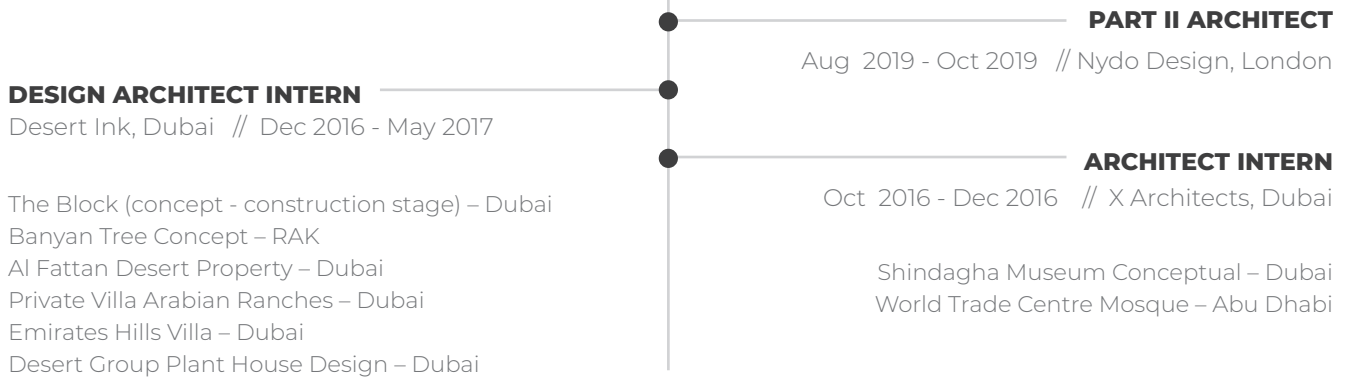 PART II ARCHITECT
Aug 2019 - Oct 2019 // Nydo Design, London
DESIGN ARCHITECT INTERN
Desert Ink, Dubai // Dec 2016 - May 2017
The Block (concept - construction stage) – Dubai
Banyan Tree Concept – RAK
Al Fattan Desert Property – Dubai
Private Villa Arabian Ranches – Dubai
Emirates Hills Villa – Dubai
Desert Group Plant House Design – Dubai
ARCHITECT INTERN
Oct 2016 - Dec 2016 // X Architects, Dubai
Shindagha Museum Conceptual – Dubai
World Trade Centre Mosque – Abu Dhabi